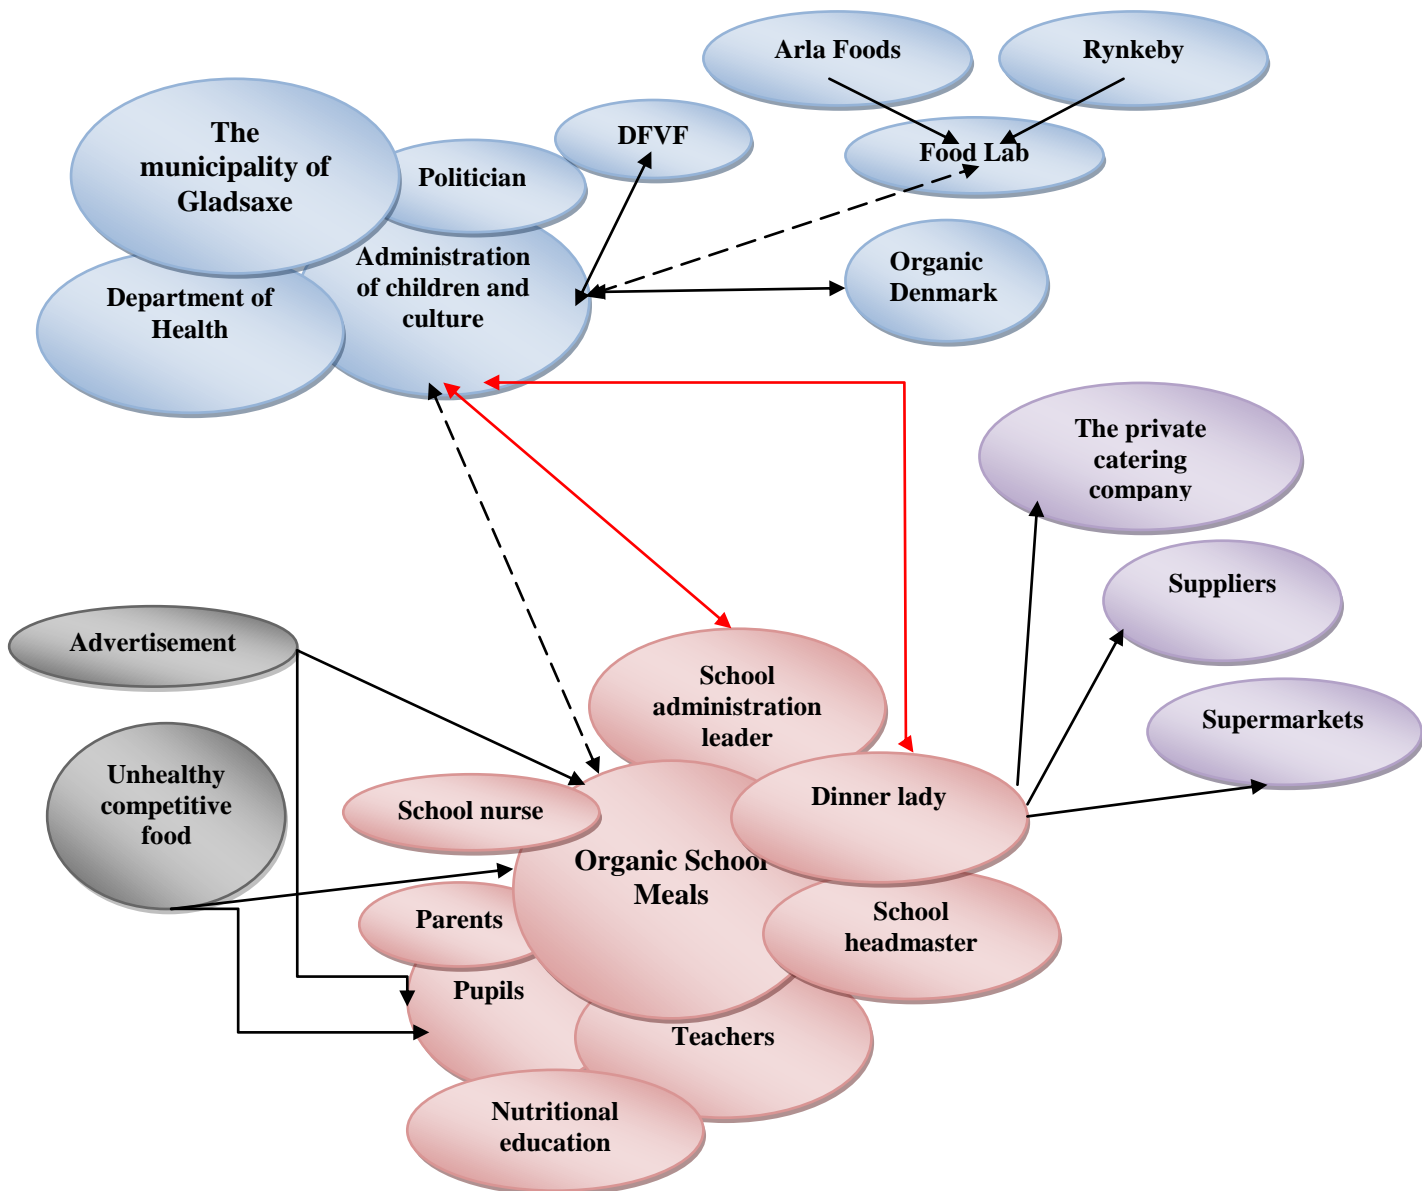 Arla Foods
Rynkeby
The
municipality of
Gladsaxe
DFVF
Food Lab
Politician
Administration
of children and
culture
Organic
Denmark
Department of
Health
The private
catering
company
Suppliers
Advertisement
School
administration
leader
Supermarkets
Unhealthy
competitive
food
School nurse
Dinner lady
Organic School
Meals
Parents
School
headmaster
Pupils
Teachers
Nutritional
education